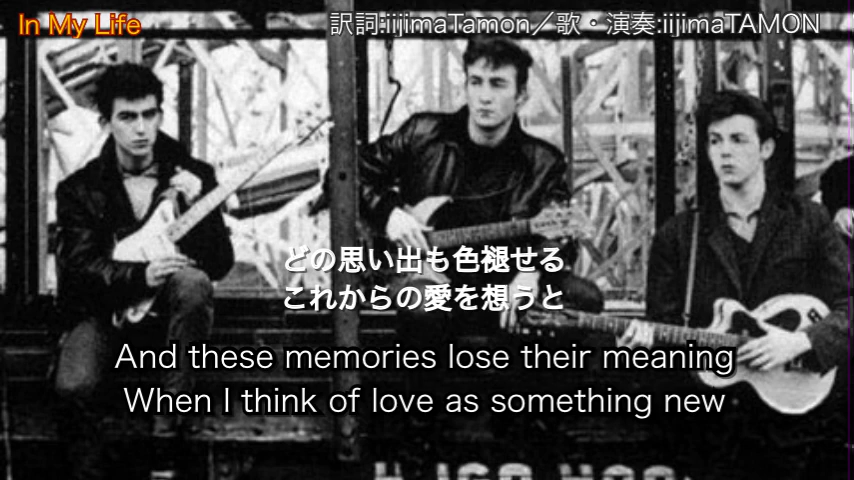 In My Life
訳詞:iijimaTamon／歌・演奏:iijimaTAMON
どの思い出も色褪せる
これからの愛を想うと
And these memories lose their meaning
When I think of love as something new